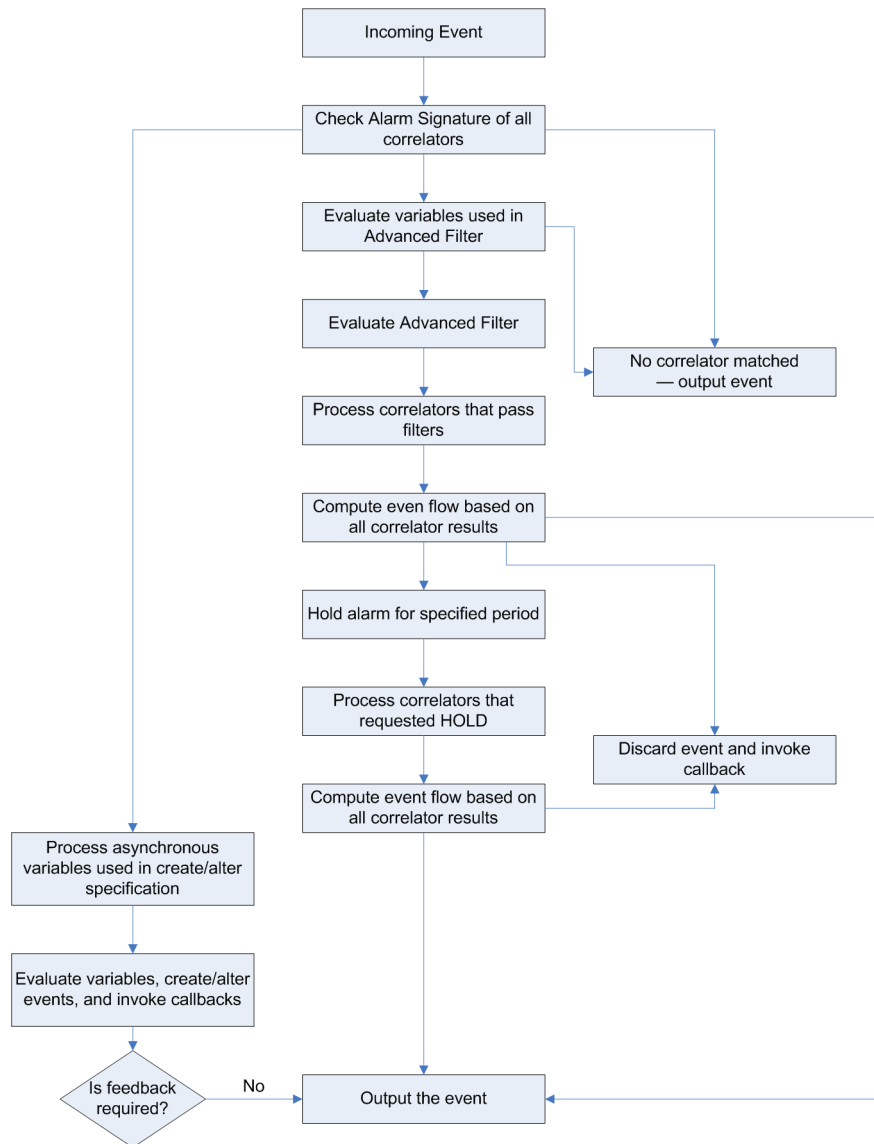 Incoming Event
Check Alarm Signature of all
correlators
Evaluate variables used in
Advanced Filter
Evaluate Advanced Filter
No correlator matched
— output event
Process correlators that pass
filters
Compute even flow based on
all correlator results
Hold alarm for specified period
Process correlators that
requested HOLD
Discard event and invoke
callback
Compute event flow based on
all correlator results
Process asynchronous
variables used in create/alter
specification
Evaluate variables, create/alter
events, and invoke callbacks
Is feedback
required?
No
Output the event